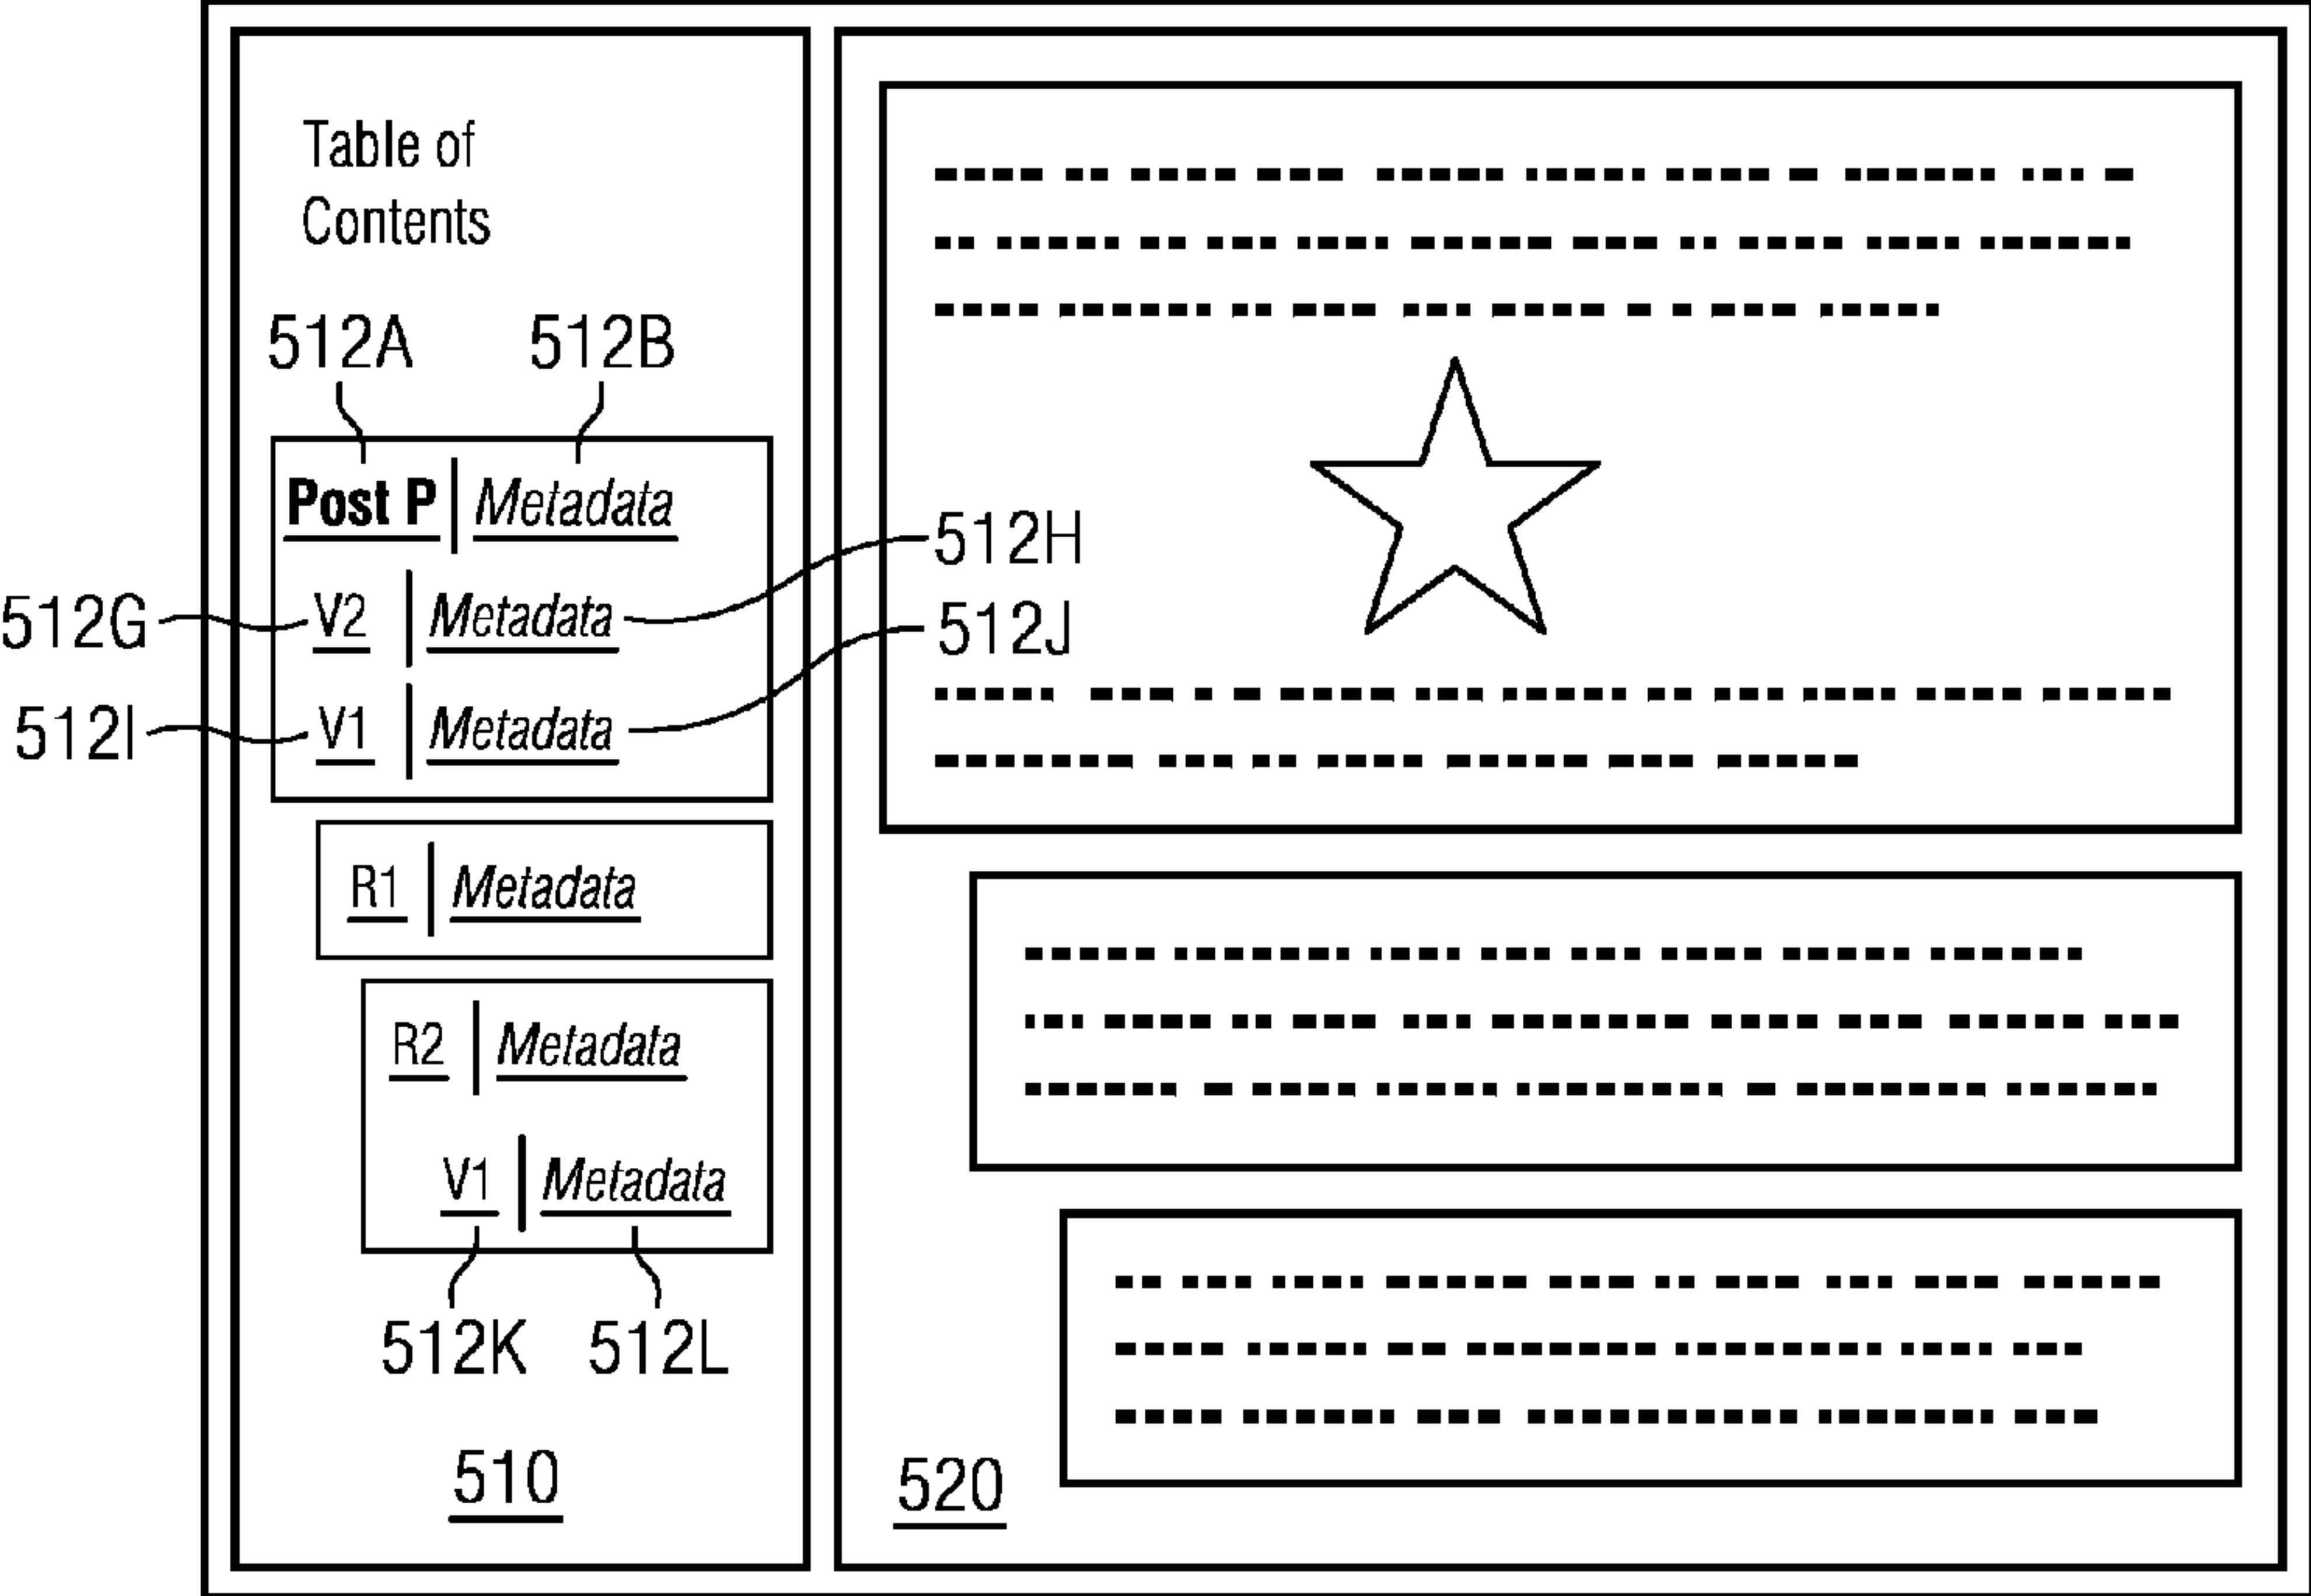 Table of
Contents
512A 512B
Post P Metadata
512H
512G V2 Metadata
512J
512I V1 Metadata
R1 Metadata
R2 Metadata
V1 Metadata
512K 512L
510
520